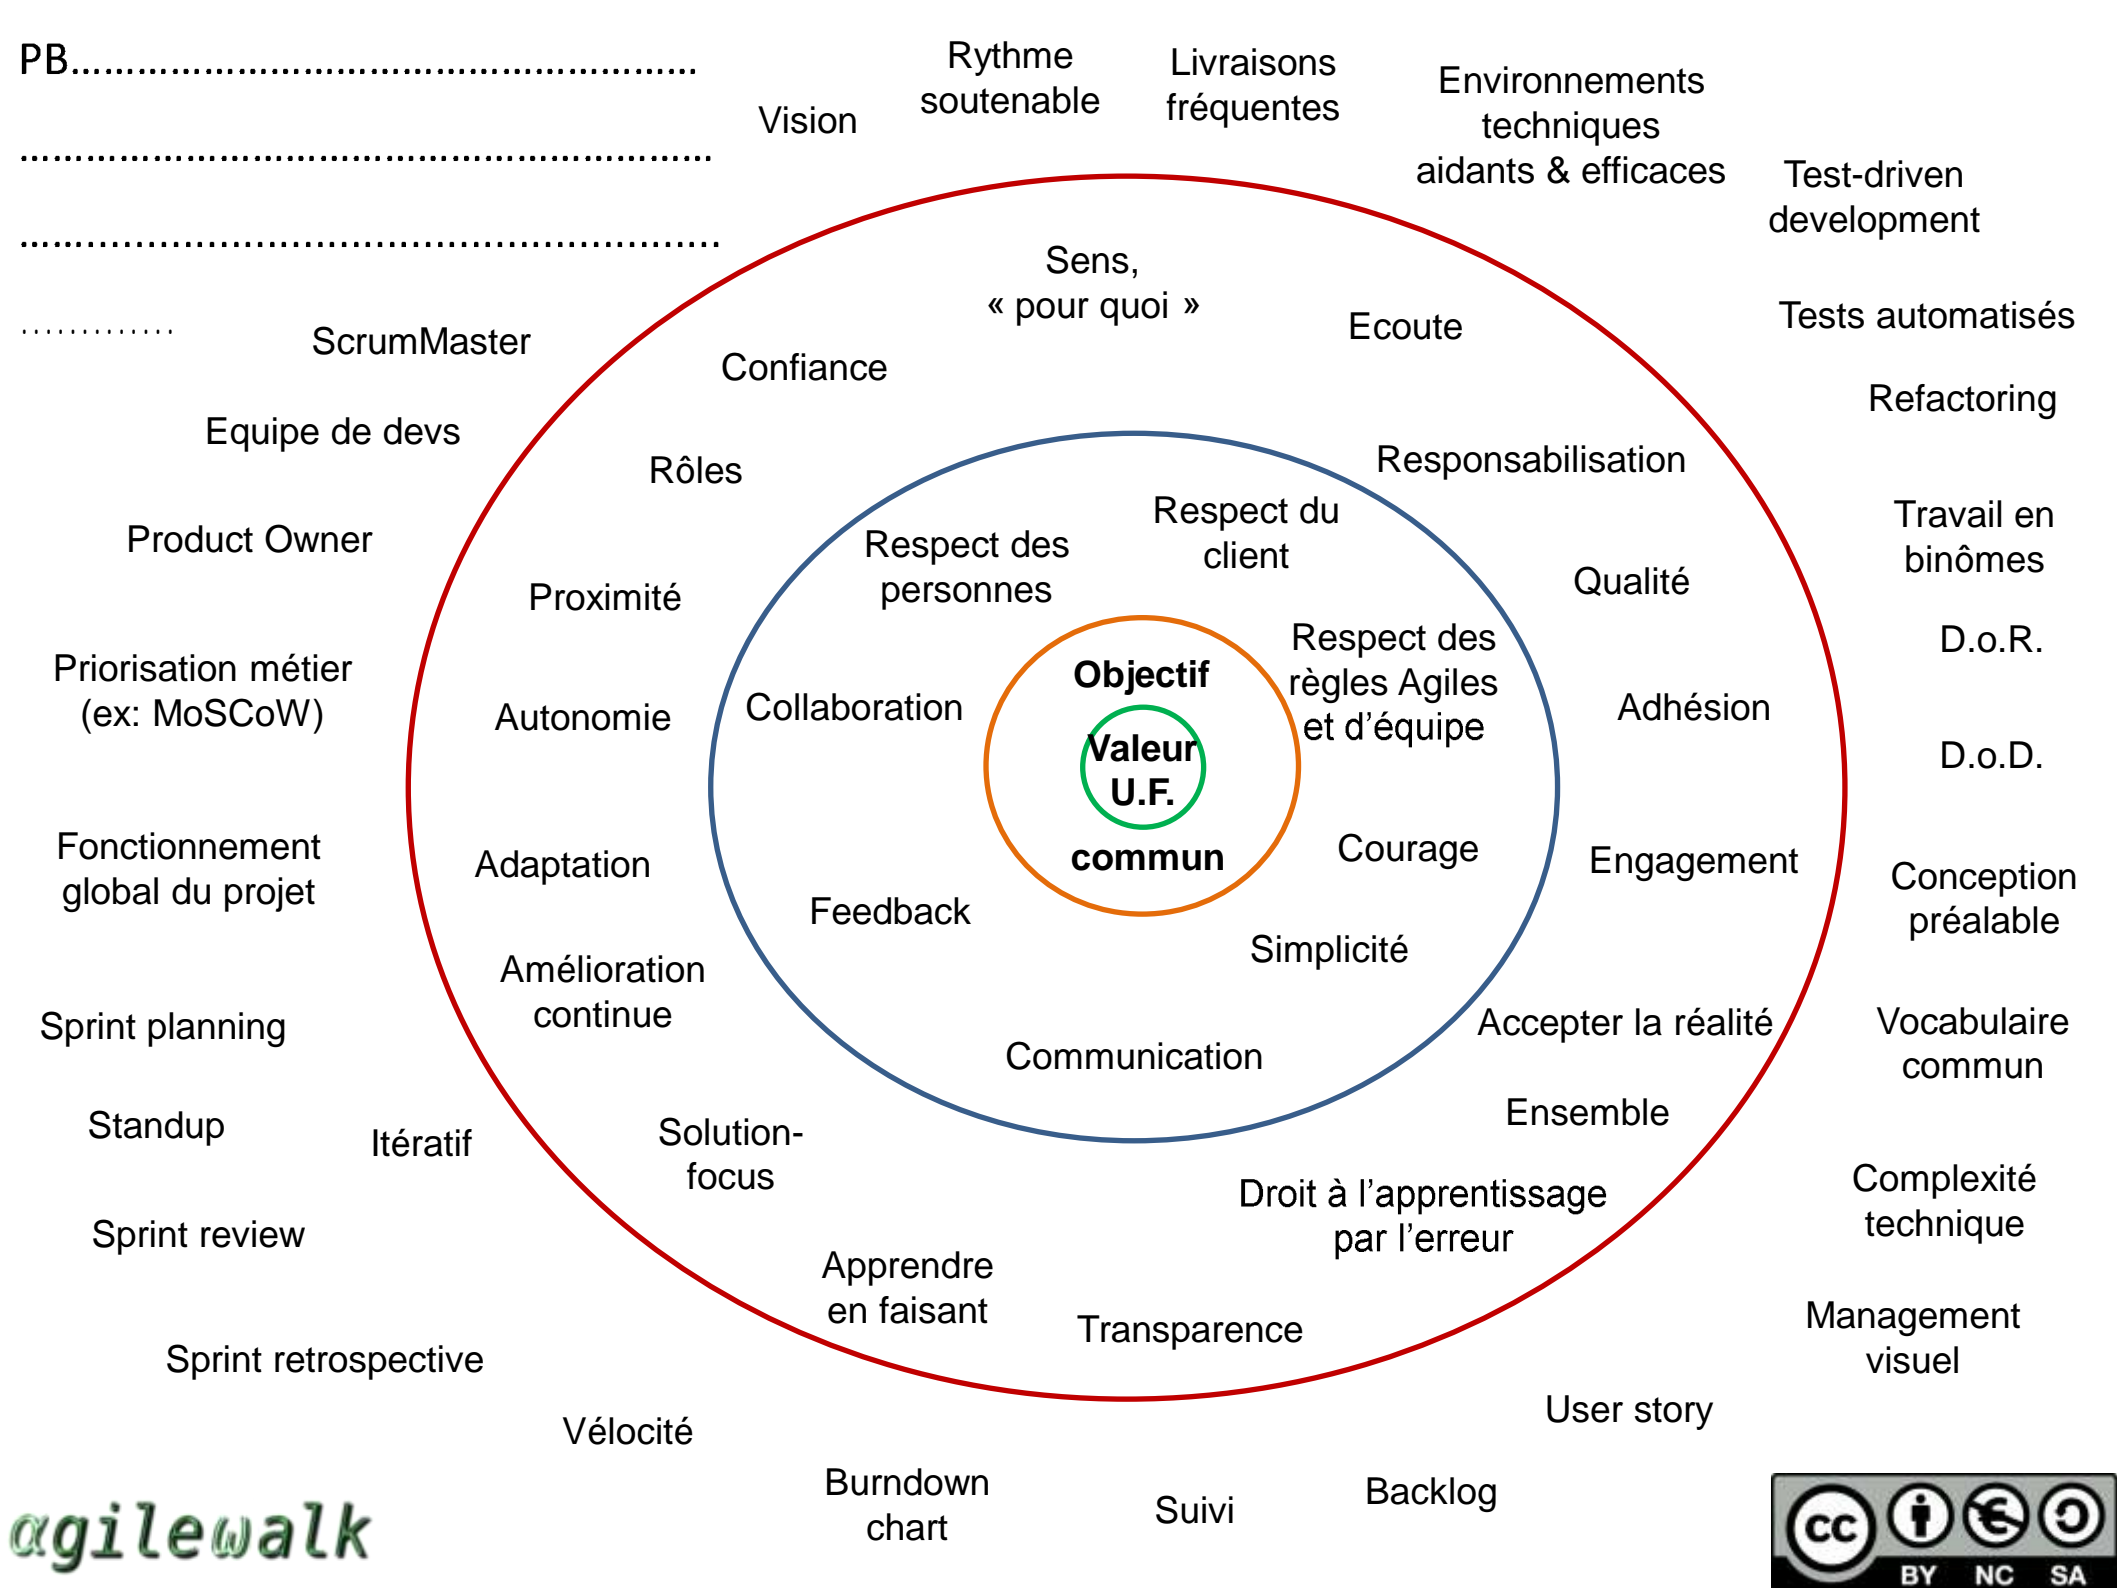 PB.......................................................
.............................................................
.............................................................
.............
Vision
Rythme
soutenable
Livraisons
fréquentes
Environnements
techniques
aidants & efficaces
Test-driven
development
Tests automatisés
Refactoring
Travail en
binômes
D.o.R.
D.o.D.
Conception
préalable
Vocabulaire
commun
Complexité
technique
Management
visuel
User story
Backlog
Suivi
Burndown
chart
Vélocité
Sprint retrospective
Sprint review
Itératif
Standup
Sprint planning
Fonctionnement
global du projet
Priorisation métier
(ex: MoSCoW)
Product Owner
Equipe de devs
ScrumMaster
Sens,
« pour quoi »
Ecoute
Responsabilisation
Qualité
Adhésion
Engagement
Accepter la réalité
Ensemble
Droit à l’apprentissage
par l’erreur
Transparence
Apprendre
en faisant
Solution-
focus
Amélioration
continue
Adaptation
Autonomie
Proximité
Rôles
Confiance
Respect des
personnes
Respect du
client
Respect des
règles Agiles
et d’équipe
Courage
Simplicité
Communication
Feedback
Collaboration
Objectif
Valeur
U.F.
commun
αgilewalk
cc
BY NC SA